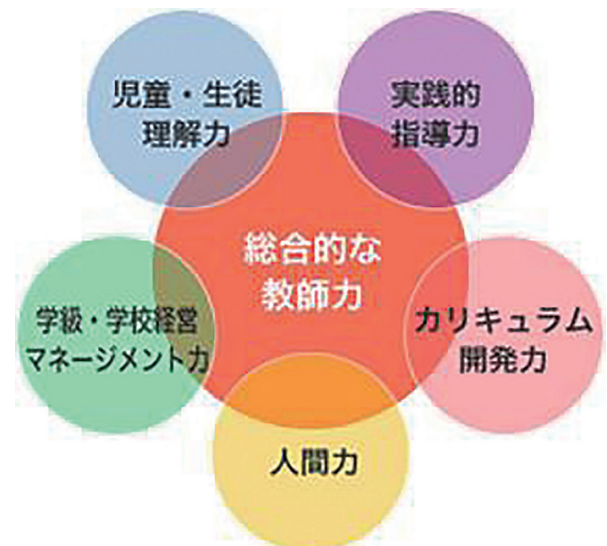 児童・生徒
理解力
実践的
指導力
総合的な
教師力
学級・学校経営
マネージメント力
カリキュラム
開発力
人間力